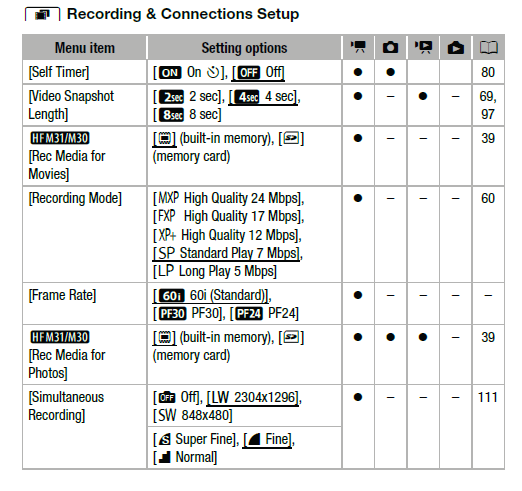 Recording & Connections Setup
Menu item Setting options
[Self Timer] [ON On], [OFF Off] ● ● 80
[Video Snapshot [2sec 2 sec], [4sec 4 sec], ● – ● – 69,
Length] [8sec 8 sec] 97
HF M31/M30 [ ] (built-in memory), [ ] ● – – – 39
[Rec Media for (memory card)
Movies]
[Recording Mode] [MXP High Quality 24 Mbps], ● – – – 60
[FXP High Quality 17 Mbps],
[XP+ High Quality 12 Mbps],
[SP Standard Play 7 Mbps],
[LP Long Play 5 Mbps]
[Frame Rate] [60i 60i (Standard)], ● – – – –
[PF30 PF30], [PF24 PF24]
HF M31/M30 [ ] (built-in memory), [ ] ● ● ● – 39
[Rec Media for (memory card)
Photos]
[Simultaneous [OFF Off], [LW 2304x1296], ● – – – 111
Recording] [SW 848x480]
[S Super Fine], [ Fine],
[ Normal]